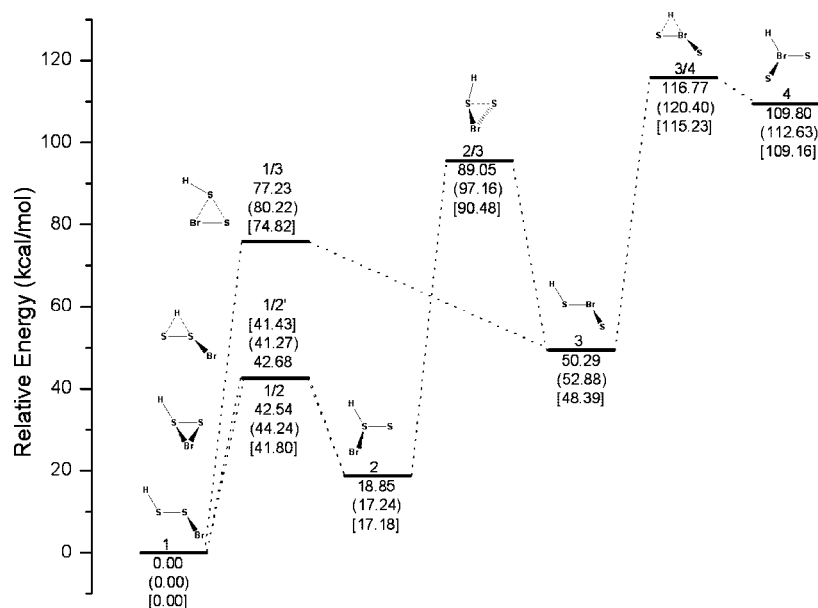 Relative Energy (kcal/mol)
120
100
80
60
40
20
0
1/3
77.23
(80.22)
[74.82]
H
S
Br
S
1/2'
[41.43]
(41.27)
42.68
H
S
S
Br
1/2
42.54
(44.24)
[41.80]
H
S
S
Br
H
S
S
Br
1
0.00
(0.00)
[0.00]
H
S
S
Br
2
18.85
(17.24)
[17.18]
H
S
S
Br
2/3
89.05
(97.16)
[90.48]
H
S
Br
S
3
50.29
(52.88)
[48.39]
H
S
Br
S
3/4
116.77
(120.40)
[115.23]
H
Br
S
S
4
109.80
(112.63)
[109.16]